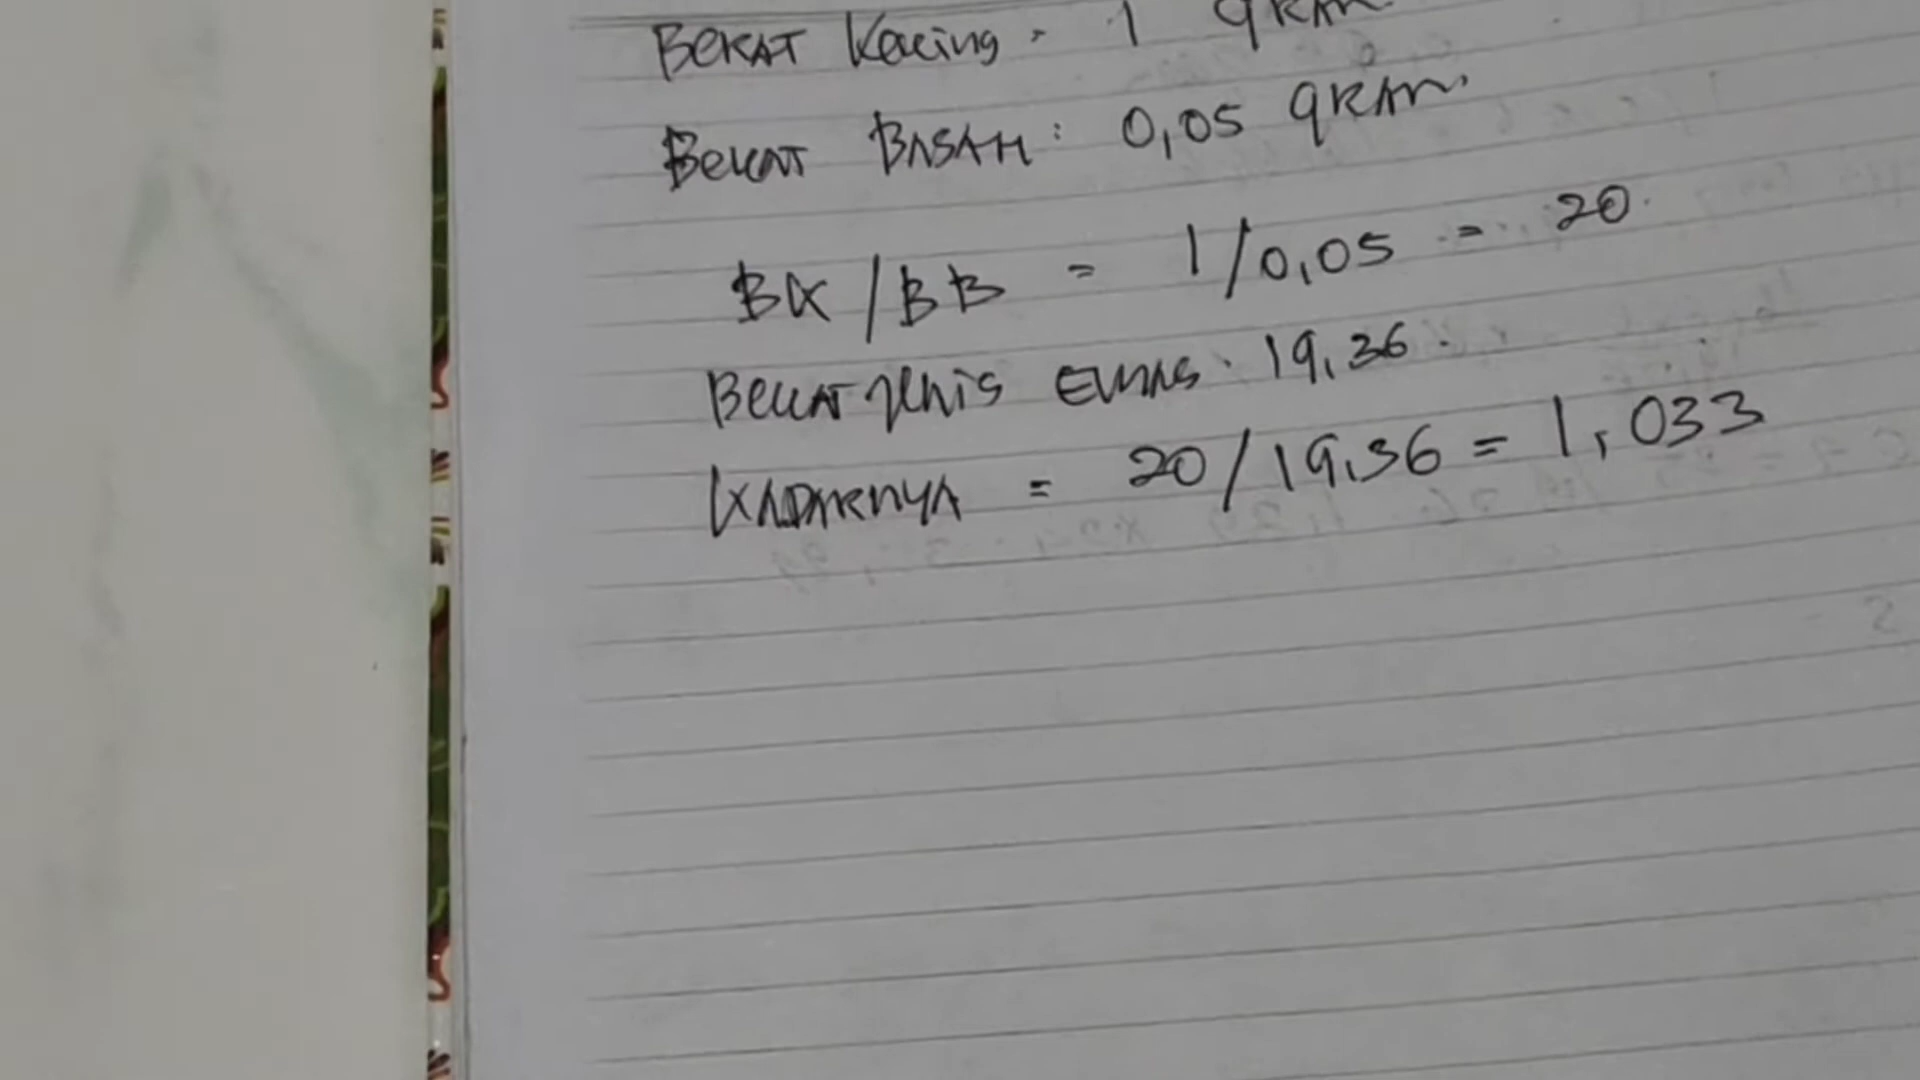 BERAT Kering = 1 gRAM
BERAT BASAH : 0,05 gRAM.
BK / BB = 1 / 0,05 = 20.
BERAT JENIS EMAS . 19,36 .
KADARNYA = 20 / 19,36 = 1,033